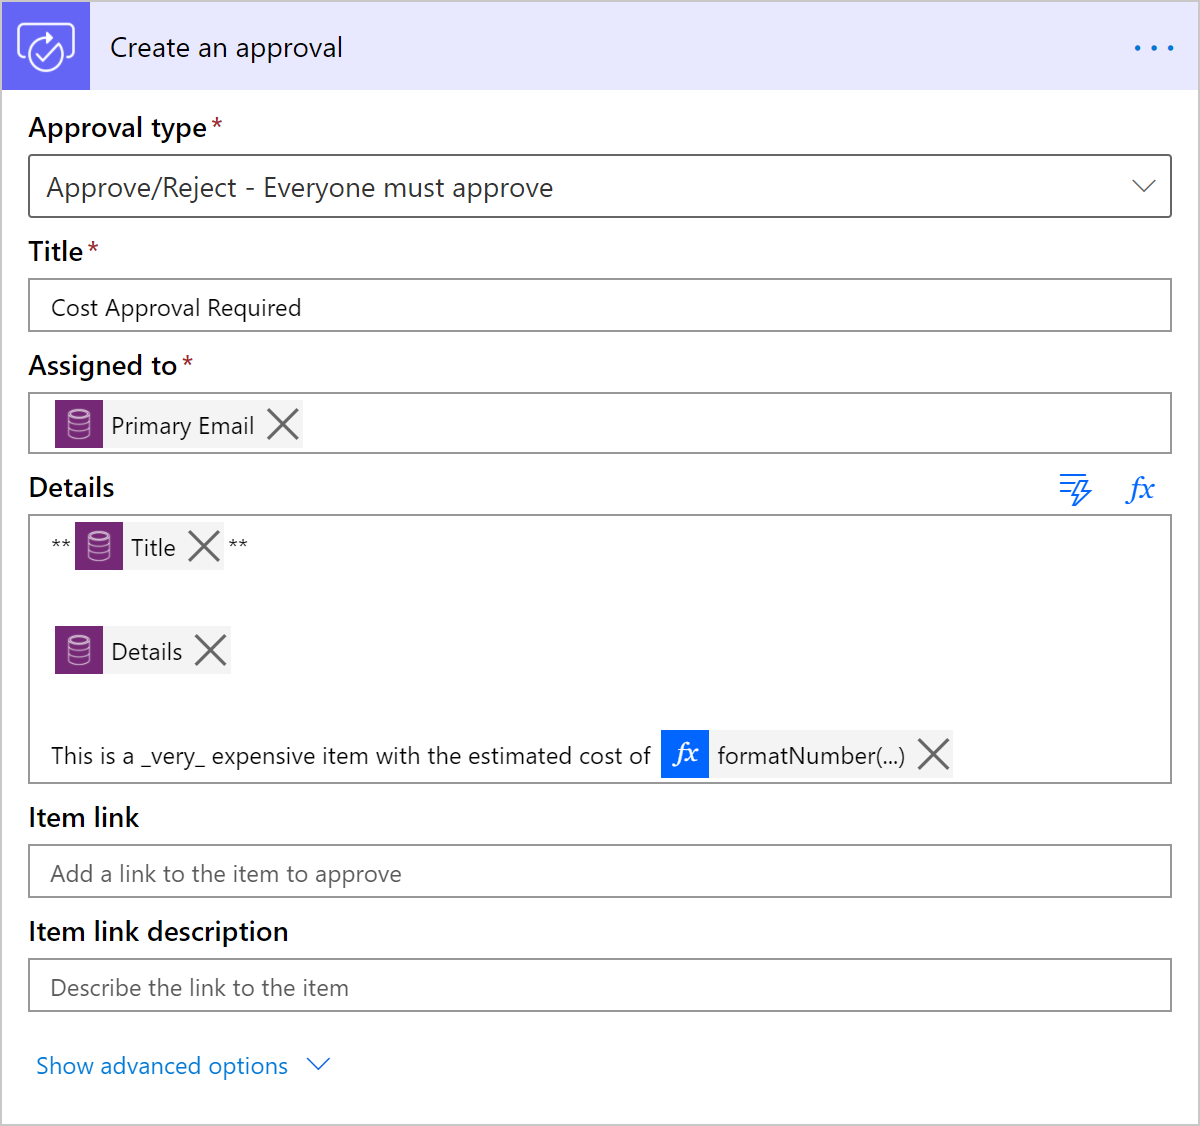 Create an approval
Approval type*
Approve/Reject - Everyone must approve
Title*
Cost Approval Required
Assigned to*
Primary Email
Details
fx
** Title **
Details
This is a _very_ expensive item with the estimated cost of fx formatNumber(...)
Item link
Add a link to the item to approve
Item link description
Describe the link to the item
Show advanced options